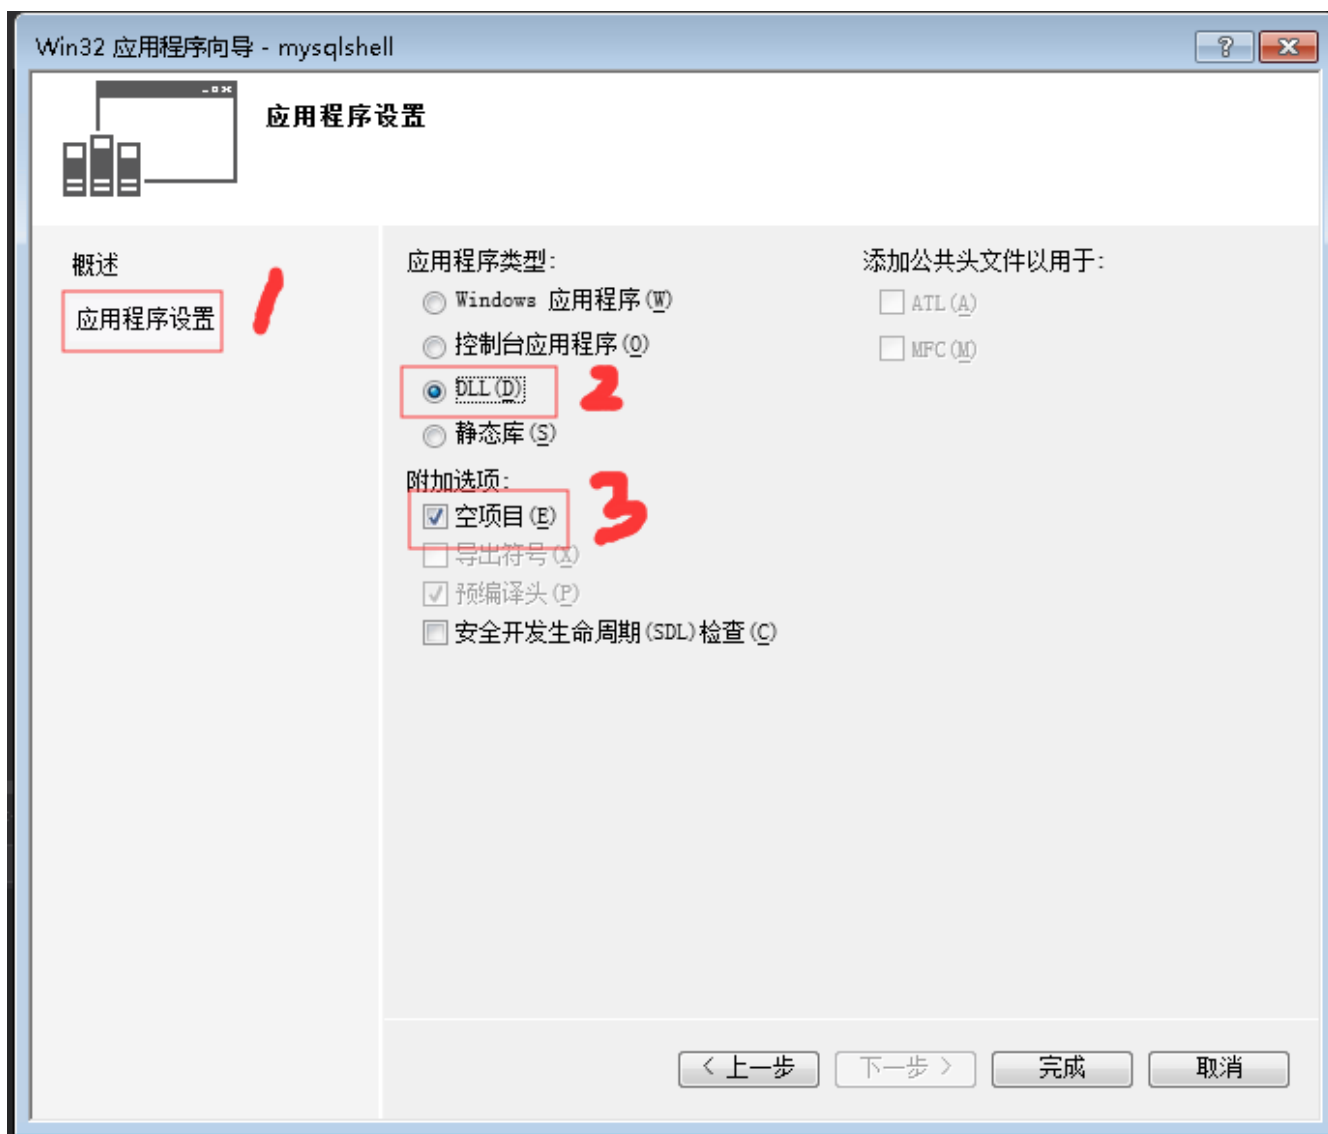 Win32 应用程序向导 - mysqlshell
应用程序设置
概述
应用程序设置
1
应用程序类型:
Windows 应用程序(W)
控制台应用程序(O)
DLL(D)
2
静态库(S)
附加选项:
空项目(E)
3
导出符号(X)
预编译头(P)
安全开发生命周期(SDL)检查(C)
添加公共头文件以用于:
ATL(A)
MFC(M)
< 上一步
下一步 >
完成
取消